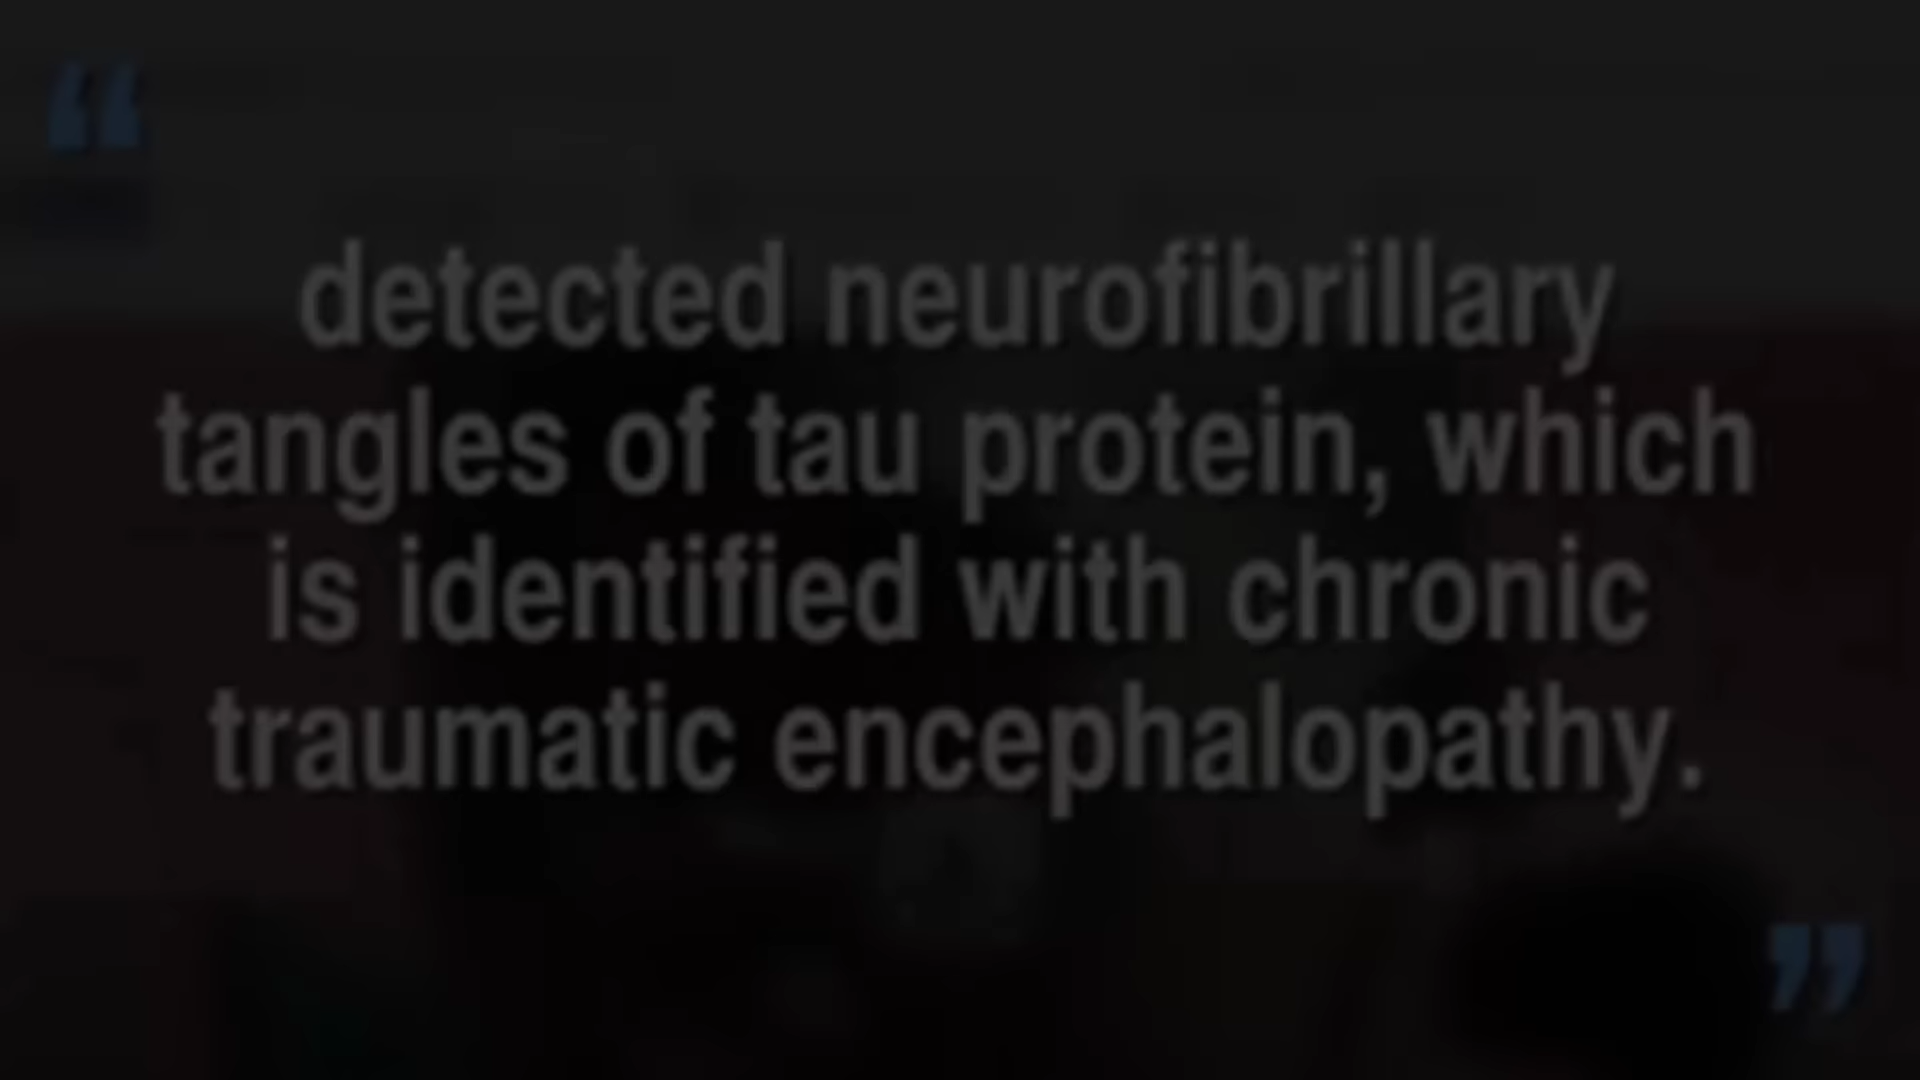 “
detected neurofibrillary
tangles of tau protein, which
is identified with chronic
traumatic encephalopathy.
”